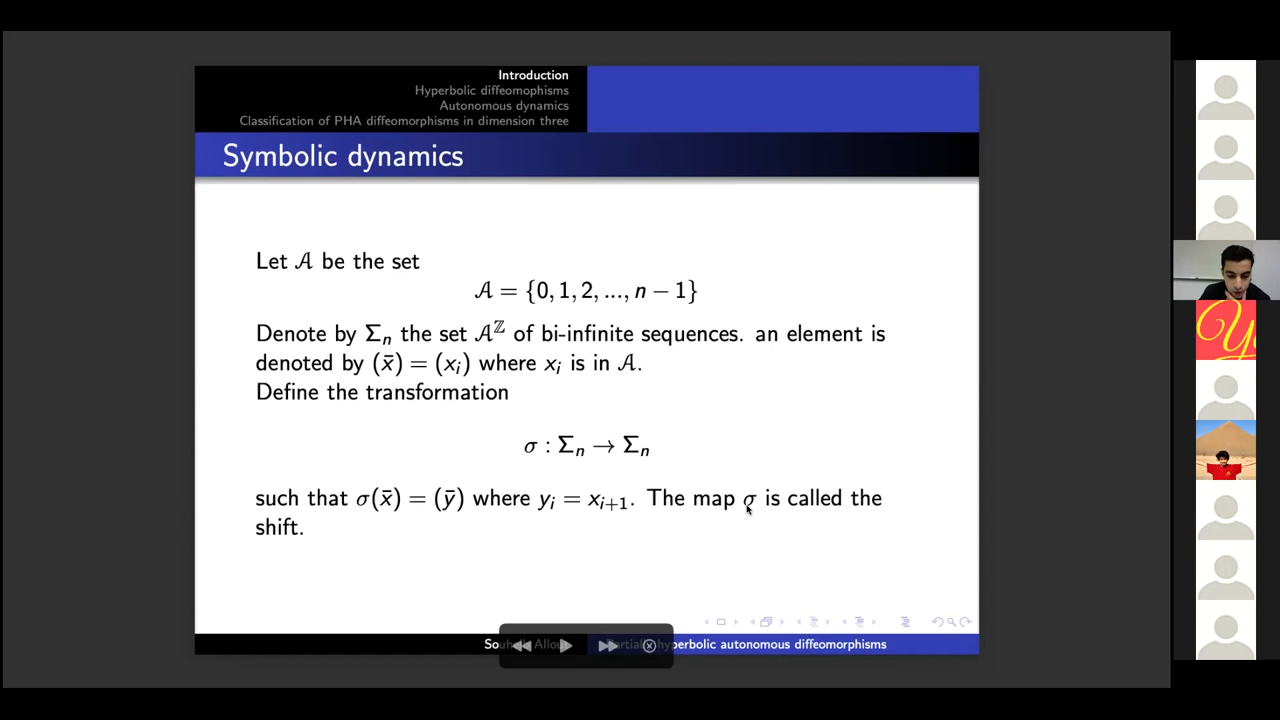 Introduction
Hyperbolic diffeomophisms
Autonomous dynamics
Classification of PHA diffeomorphisms in dimension three
Symbolic dynamics
Let 𝒜 be the set
𝒜 = {0, 1, 2, ..., n − 1}
Denote by Σₙ the set 𝒜^ℤ of bi-infinite sequences. an element is
denoted by (x̄) = (xᵢ) where xᵢ is in 𝒜.
Define the transformation
σ : Σₙ → Σₙ
such that σ(x̄) = (ȳ) where yᵢ = xᵢ₊₁. The map σ is called the
shift.
hyperbolic autonomous diffeomorphisms